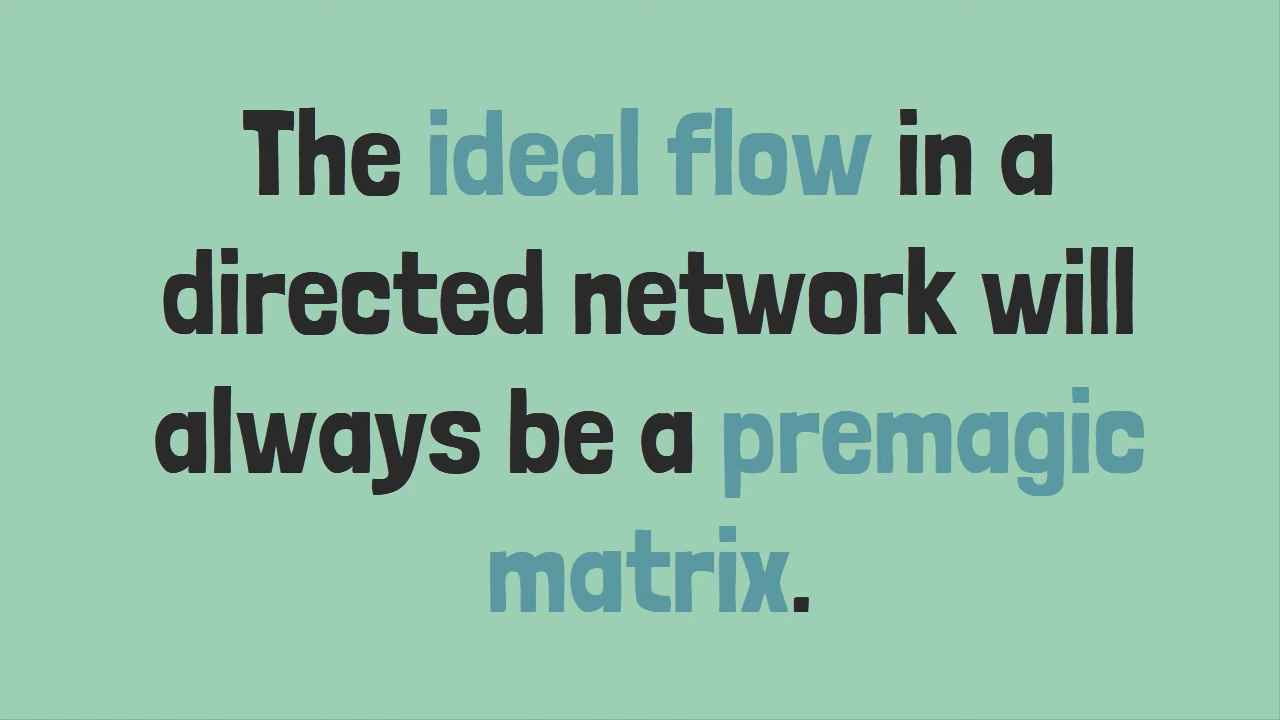 The ideal flow in a
directed network will
always be a premagic
matrix.